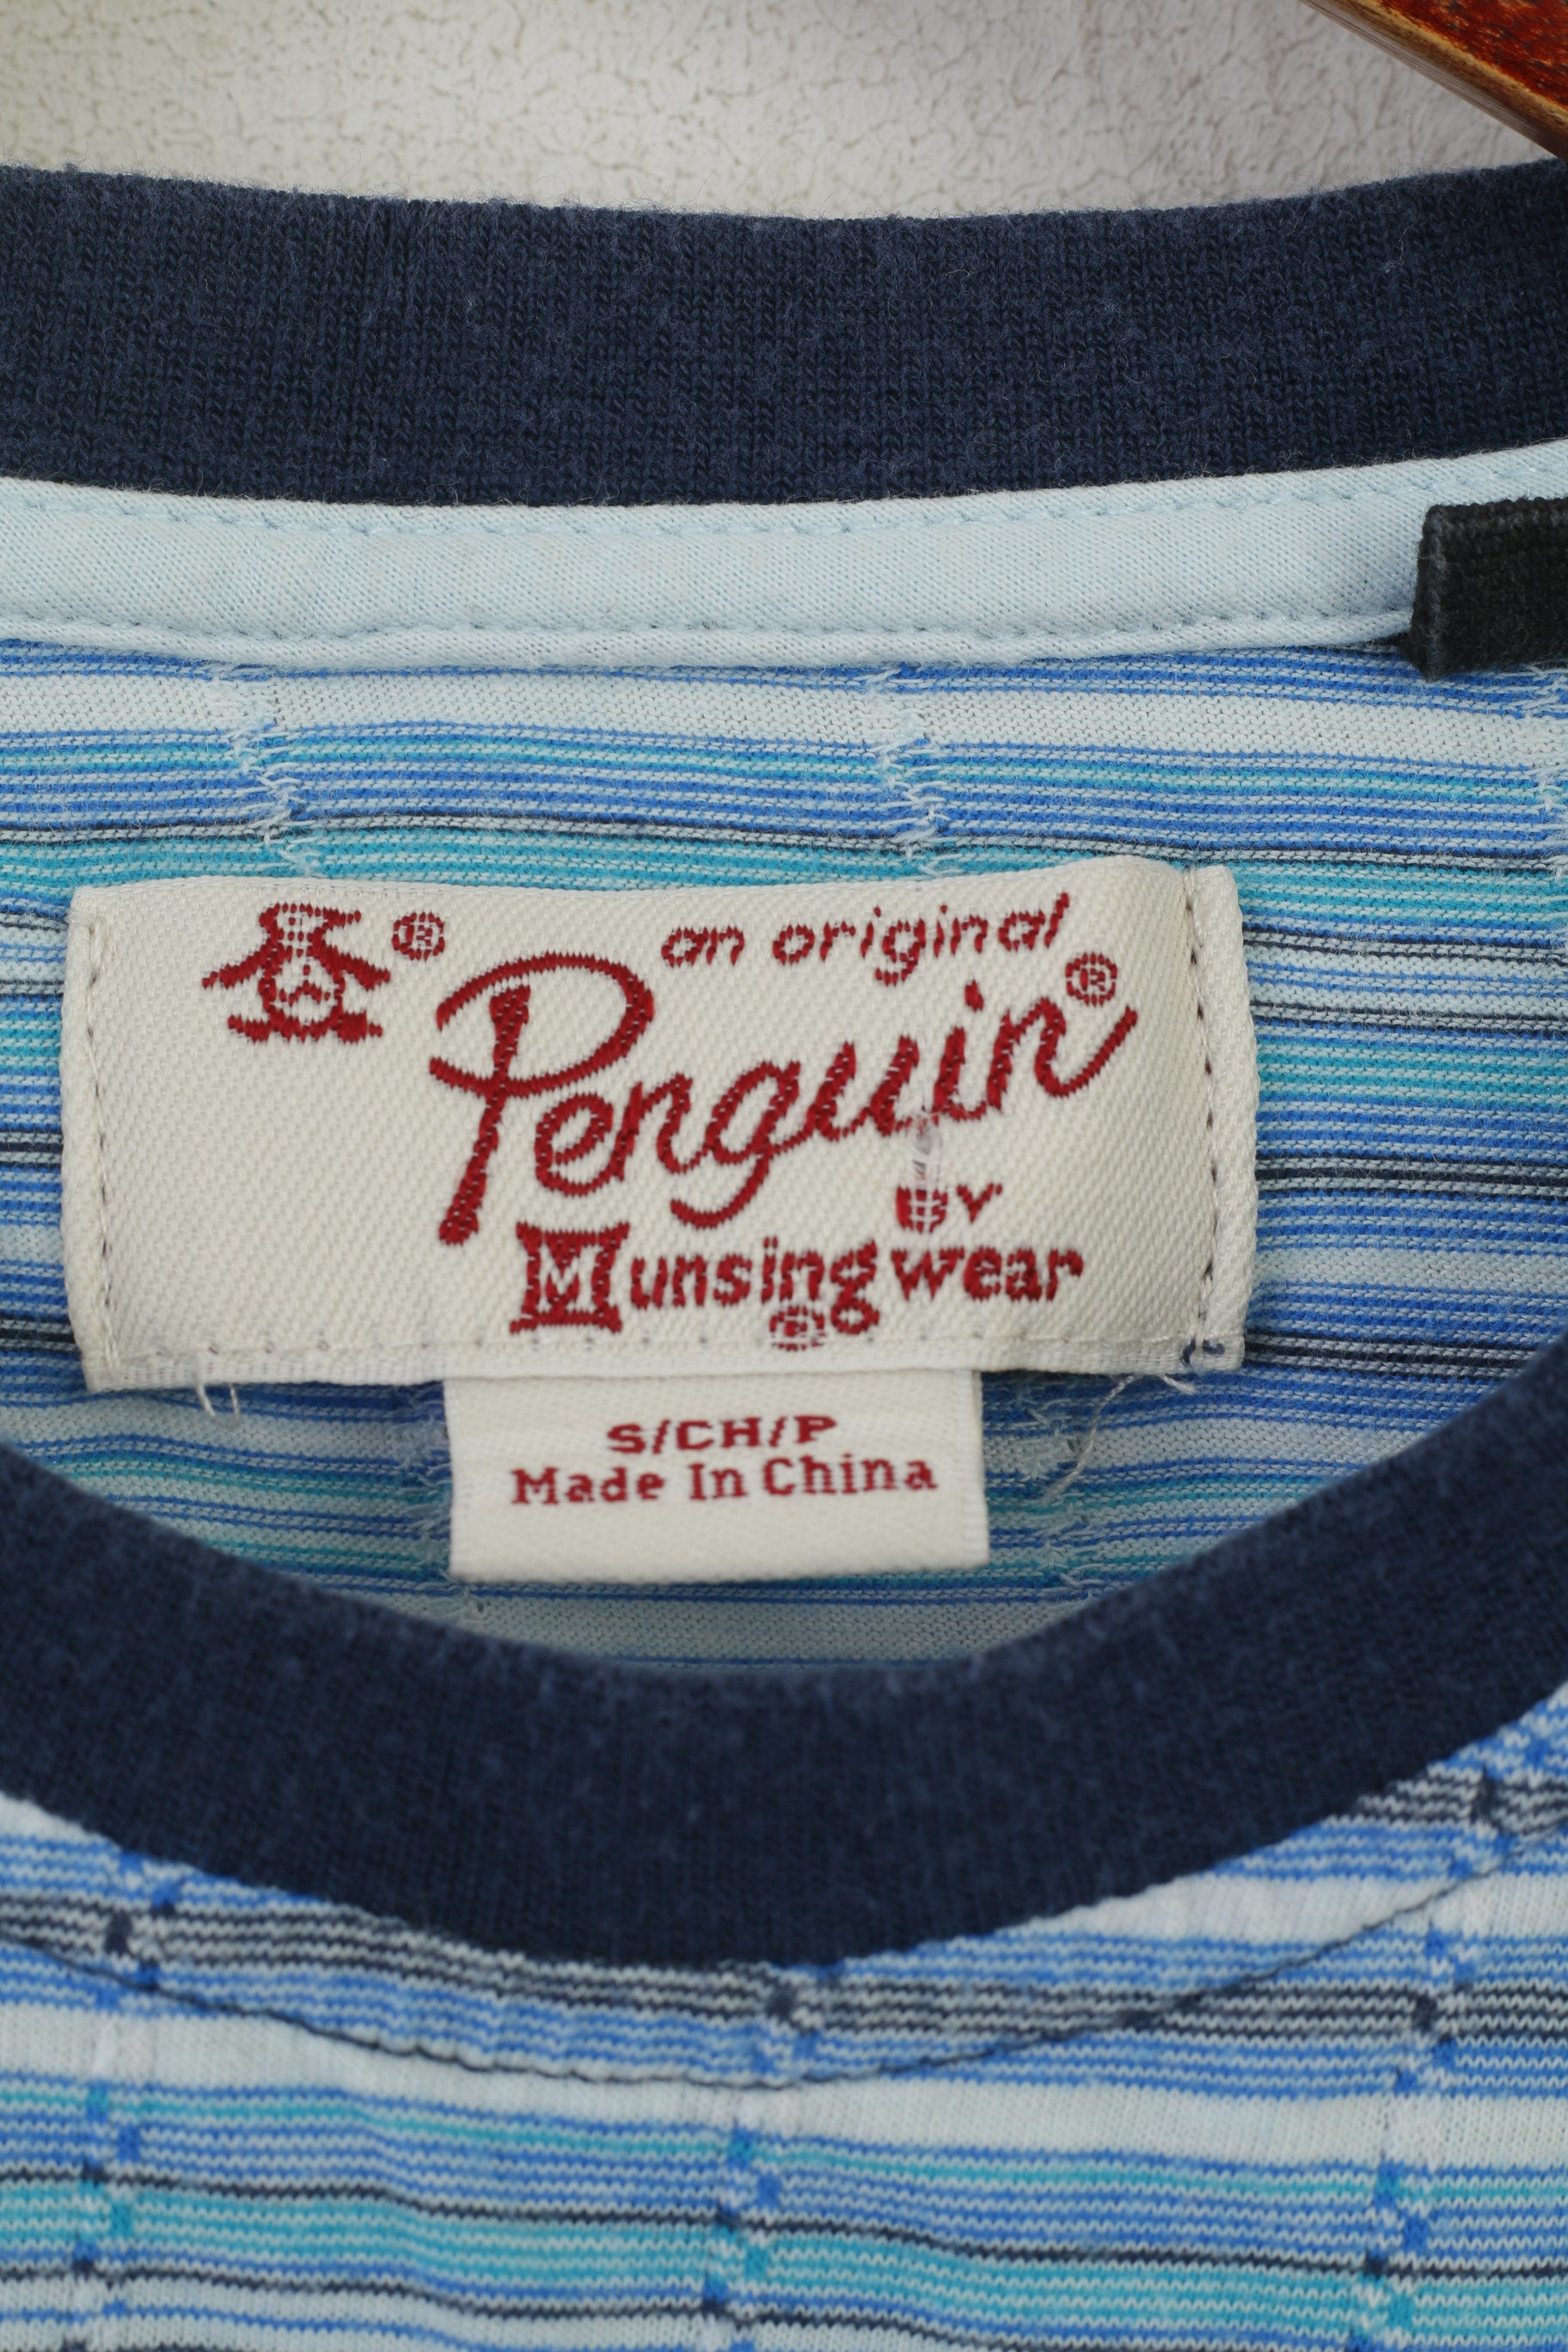 ®
an original
Penguin®
BY
Munsingwear
®
S/CH/P
Made In China